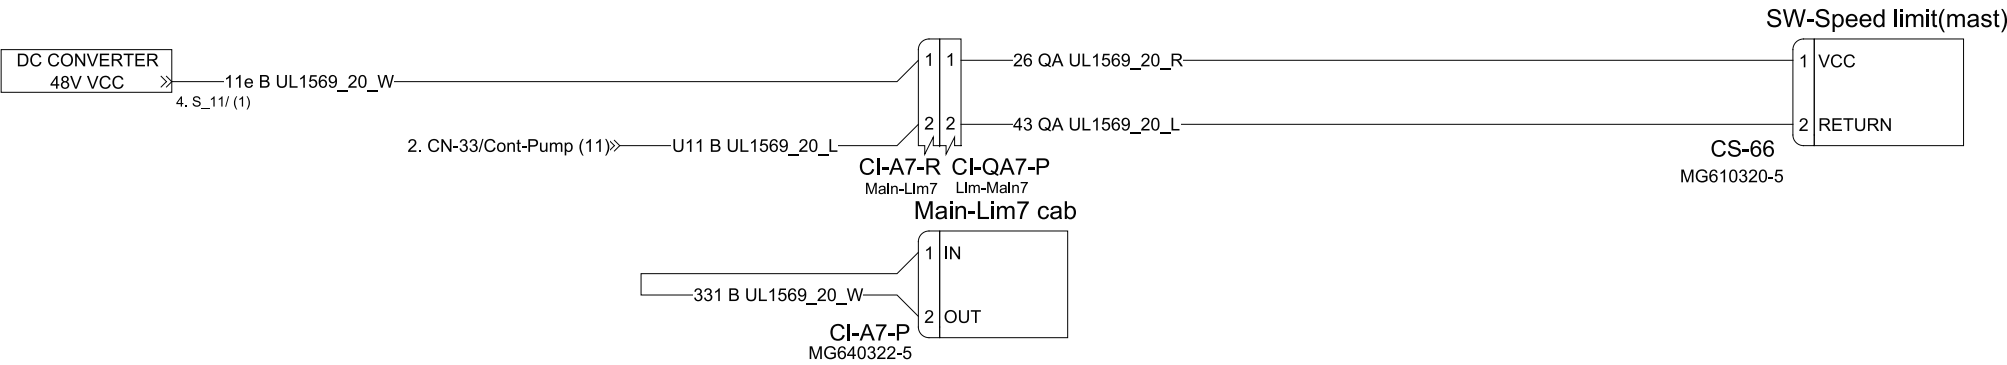 SW-Speed limit(mast)
DC CONVERTER
48V VCC
11e B UL1569_20_W
4. S_11/ (1)
1 1
26 QA UL1569_20_R
1 VCC
2. CN-33/Cont-Pump (11)
U11 B UL1569_20_L
2 2
43 QA UL1569_20_L
2 RETURN
CI-A7-R CI-QA7-P
MaIn-LIm7 LIm-MaIn7
CS-66
MG610320-5
Main-Lim7 cab
1 IN
331 B UL1569_20_W
2 OUT
CI-A7-P
MG640322-5